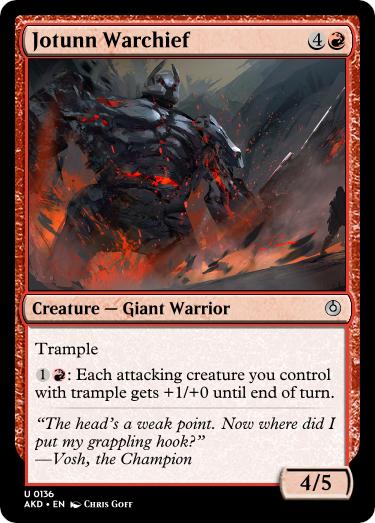 Jotunn Warchief 4
Creature — Giant Warrior
Trample
1 : Each attacking creature you control
with trample gets +1/+0 until end of turn.
"The head's a weak point. Now where did I
put my grappling hook?"
—Vosh, the Champion
4/5
U 0136
AKD • EN Chris Goff